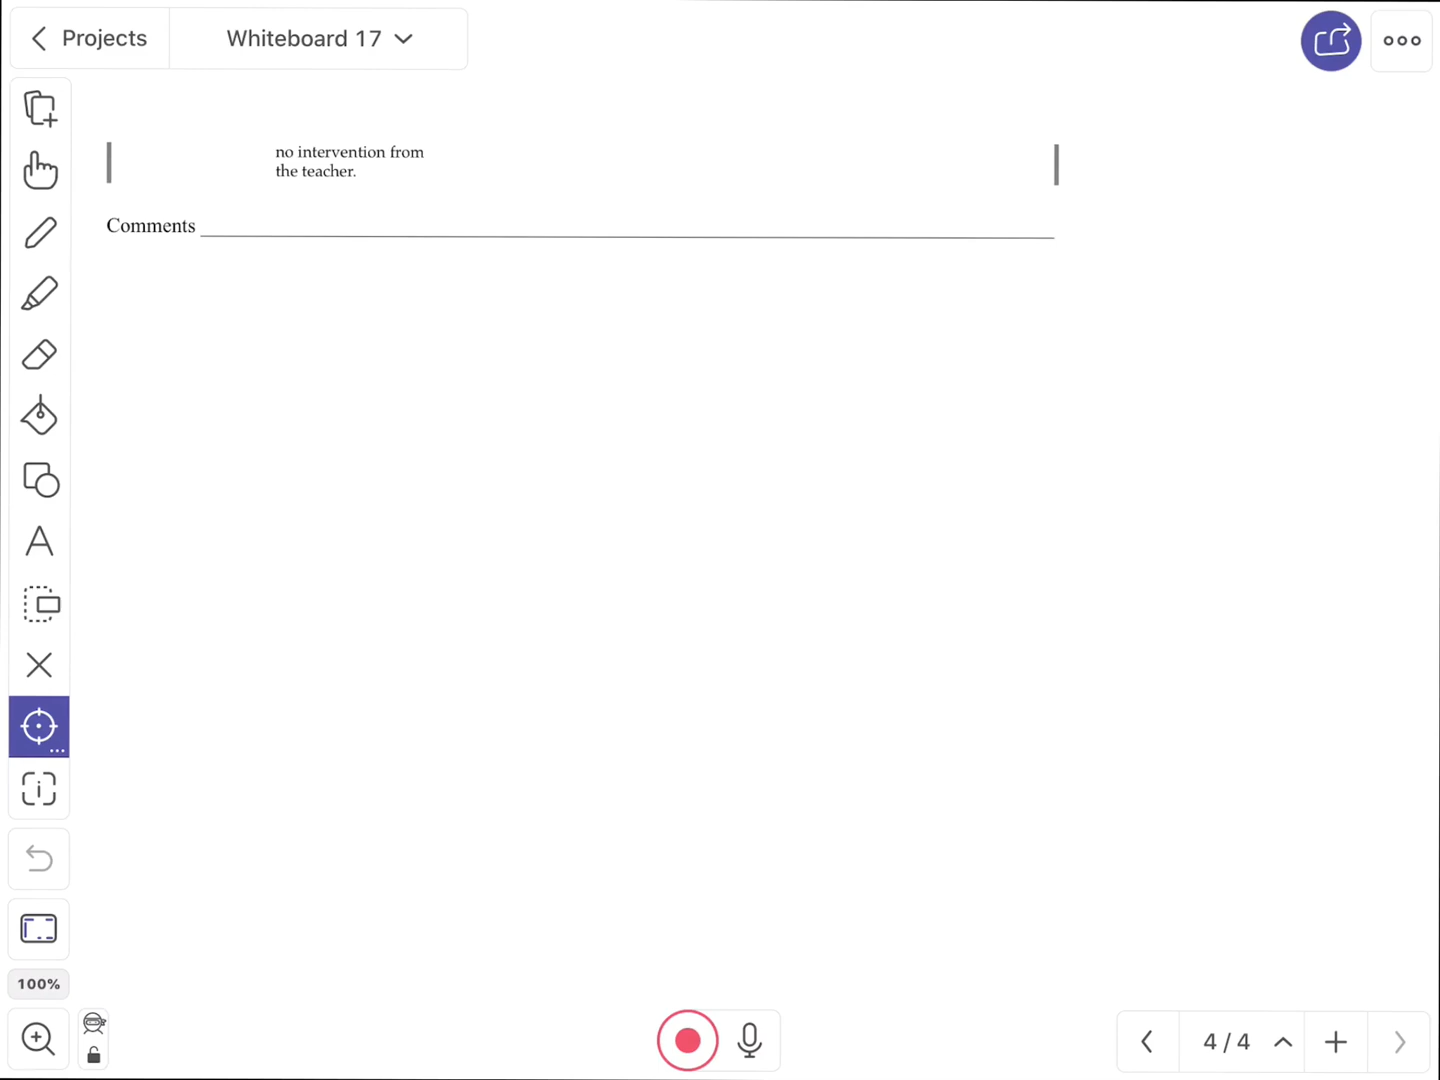 Projects
Whiteboard 17
no intervention from
the teacher.
Comments
A
100%
4 / 4